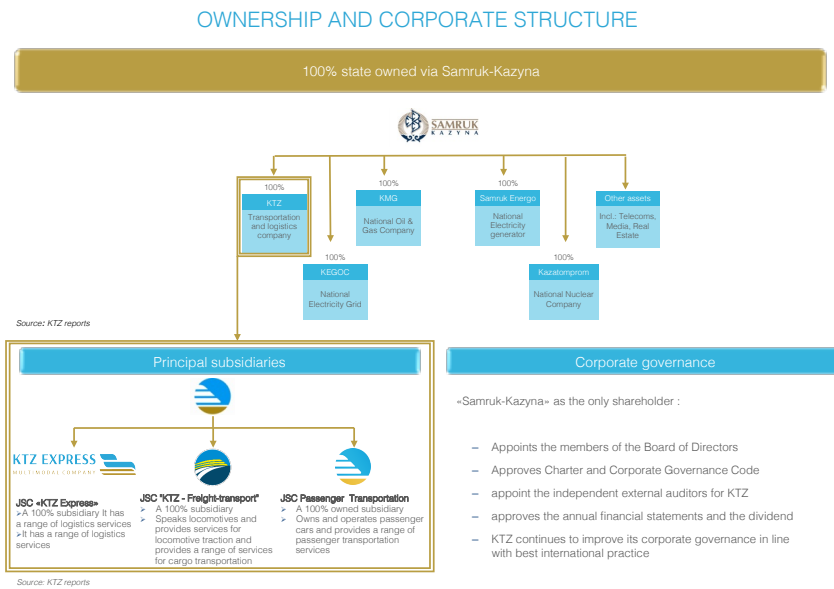 OWNERSHIP AND CORPORATE STRUCTURE
100% state owned via Samruk-Kazyna
SAMRUK
KAZYNA
100%
KTZ
Transportation
and logistics
company
100%
KMG
National Oil &
Gas Company
100%
Samruk Energo
National
Electricity
generator
Other assets
Incl.: Telecoms,
Media, Real
Estate
100%
KEGOC
National
Electricity Grid
100%
Kazatomprom
National Nuclear
Company
Source: KTZ reports
Principal subsidiaries
KTZ EXPRESS
MULTIMODAL COMPANY
JSC «KTZ Express»
➢A 100% subsidiary It has
a range of logistics services
➢It has a range of logistics
services
JSC "KTZ - Freight-transport"
➢ A 100% subsidiary
➢ Speaks locomotives and
provides services for
locomotive traction and
provides a range of services
for cargo transportation
JSC Passenger Transportation
➢ A 100% owned subsidiary
➢ Owns and operates passenger
cars and provides a range of
passenger transportation
services
Corporate governance
«Samruk-Kazyna» as the only shareholder :
– Appoints the members of the Board of Directors
– Approves Charter and Corporate Governance Code
– appoint the independent external auditors for KTZ
– approves the annual financial statements and the dividend
– KTZ continues to improve its corporate governance in line
with best international practice
Source: KTZ reports